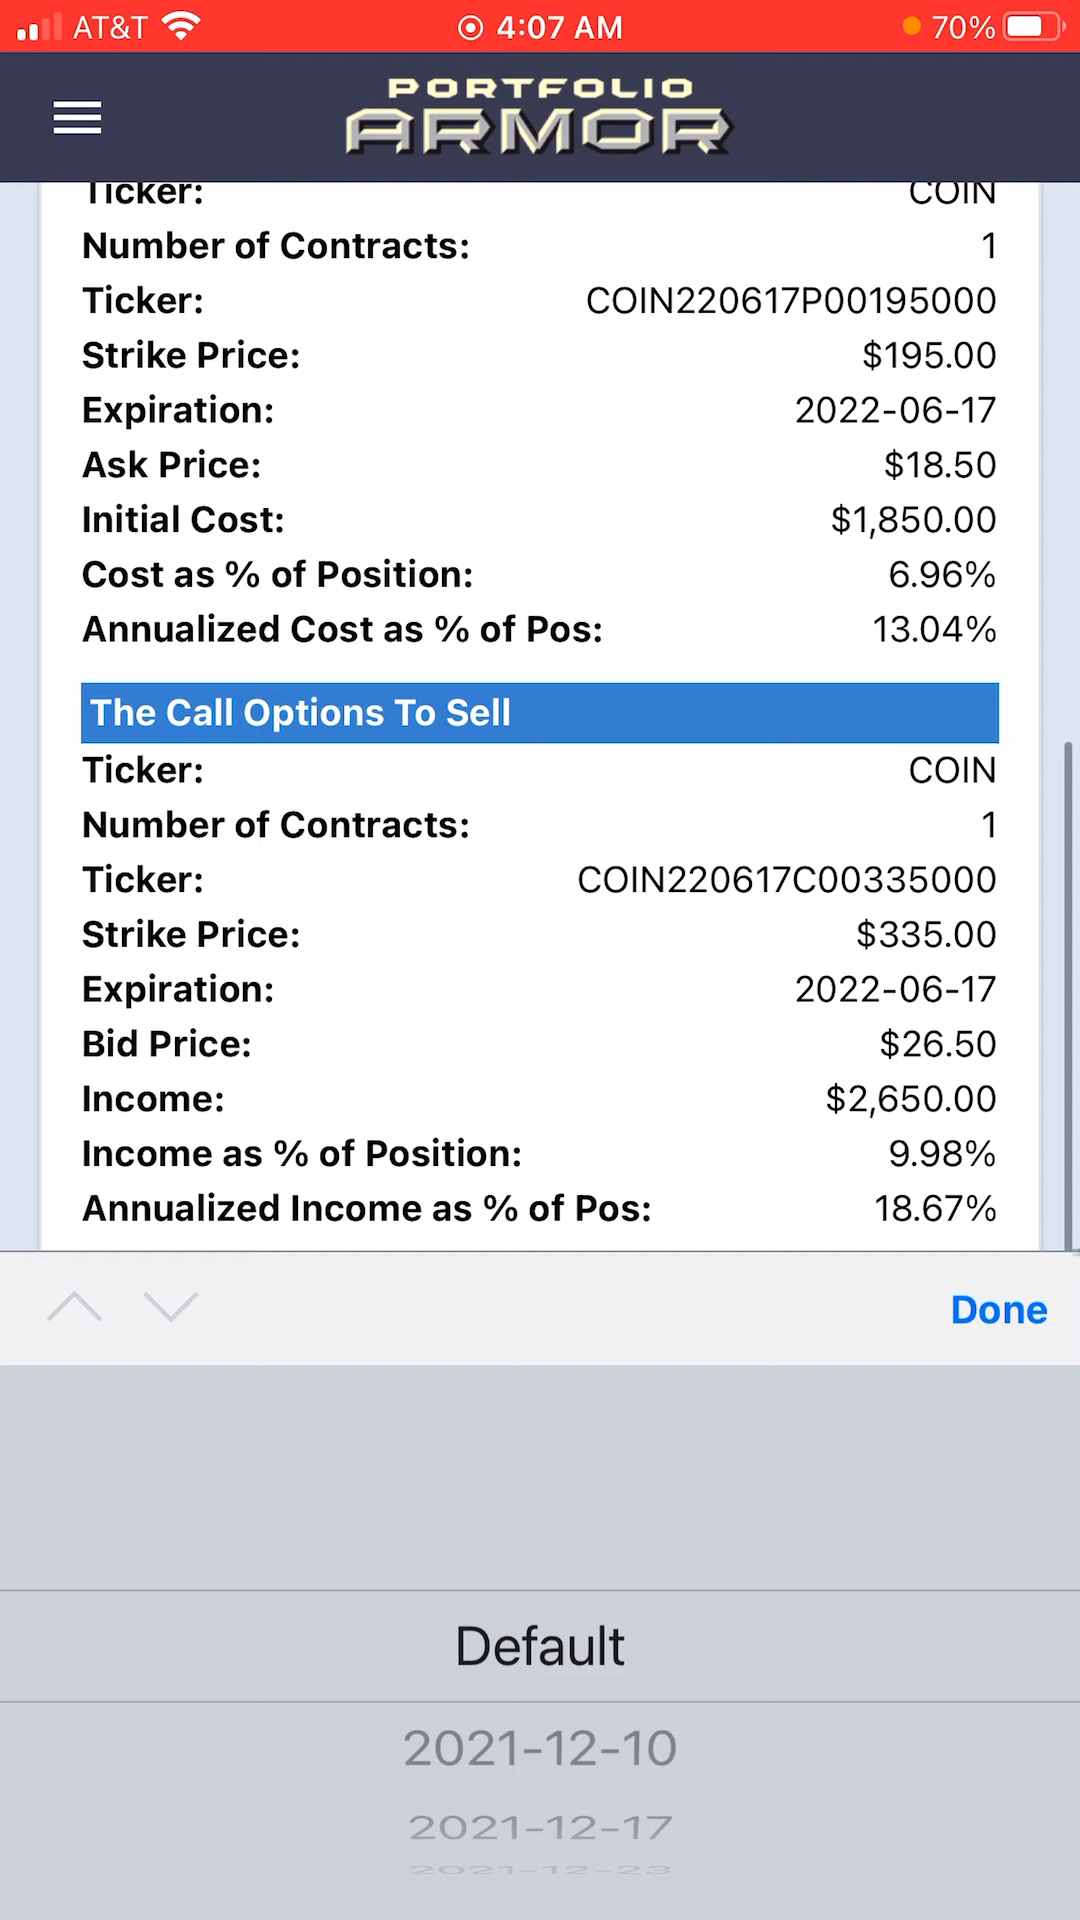 AT&T 4:07 AM 70%
PORTFOLIO
ARMOR
Ticker: COIN
Number of Contracts: 1
Ticker: COIN220617P00195000
Strike Price: $195.00
Expiration: 2022-06-17
Ask Price: $18.50
Initial Cost: $1,850.00
Cost as % of Position: 6.96%
Annualized Cost as % of Pos: 13.04%
The Call Options To Sell
Ticker: COIN
Number of Contracts: 1
Ticker: COIN220617C00335000
Strike Price: $335.00
Expiration: 2022-06-17
Bid Price: $26.50
Income: $2,650.00
Income as % of Position: 9.98%
Annualized Income as % of Pos: 18.67%
Done
Default
2021-12-10
2021-12-17
2021-12-23